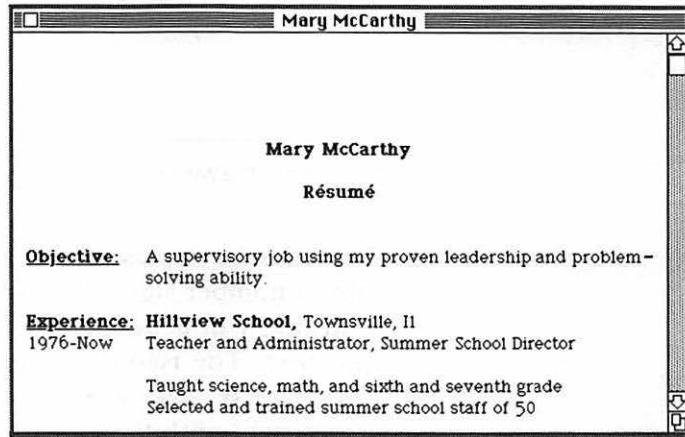 Mary McCarthy
Mary McCarthy
Résumé
Objective: A supervisory job using my proven leadership and problem-
solving ability.
Experience: Hillview School, Townsville, Il
1976-Now Teacher and Administrator, Summer School Director
Taught science, math, and sixth and seventh grade
Selected and trained summer school staff of 50